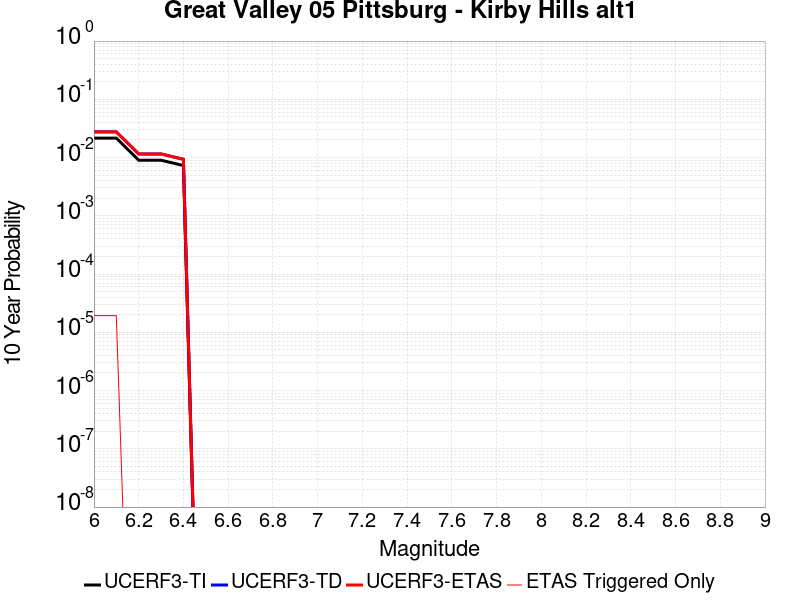 Great Valley 05 Pittsburg - Kirby Hills alt1
10 Year Probability
10^0
10^-1
10^-2
10^-3
10^-4
10^-5
10^-6
10^-7
10^-8
6 6.2 6.4 6.6 6.8 7 7.2 7.4 7.6 7.8 8 8.2 8.4 8.6 8.8 9
Magnitude
UCERF3-TI UCERF3-TD UCERF3-ETAS ETAS Triggered Only